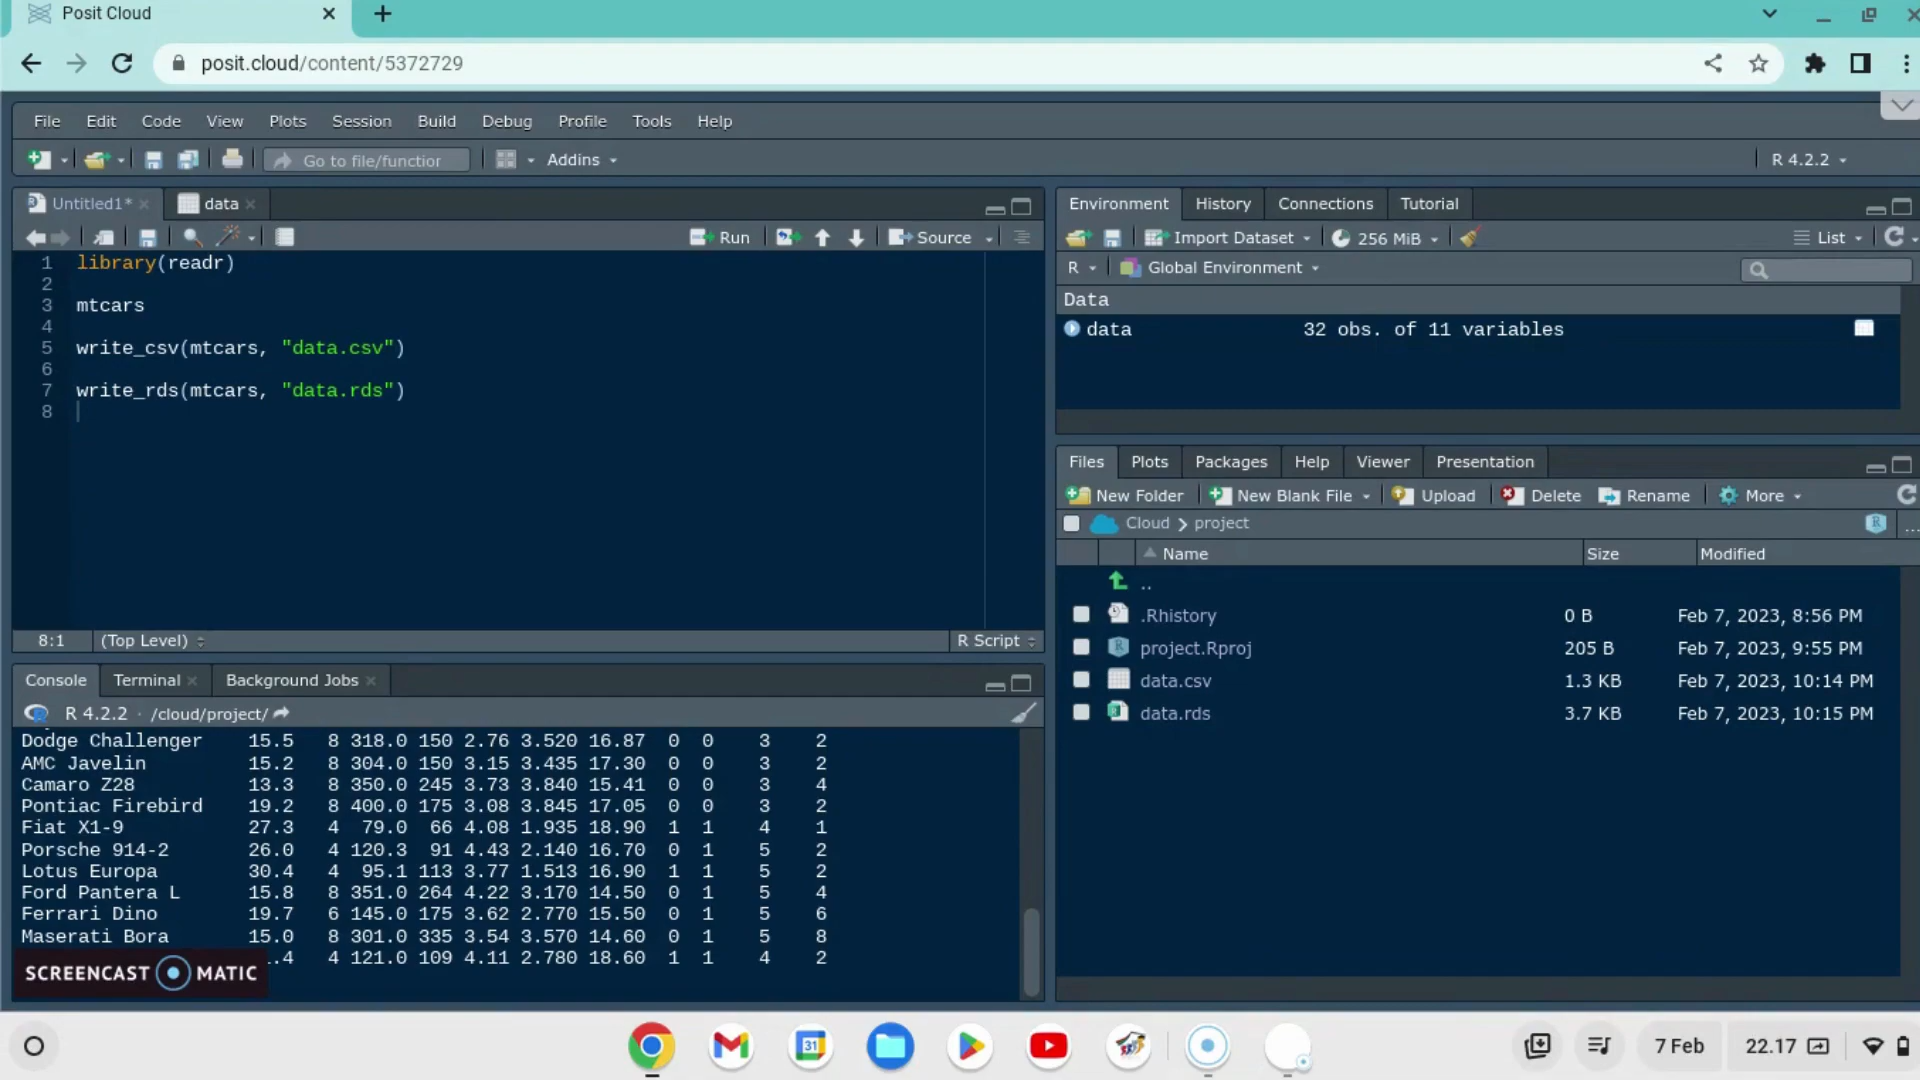 Posit Cloud
posit.cloud/content/5372729
File Edit Code View Plots Session Build Debug Profile Tools Help
Go to file/function Addins R 4.2.2
Untitled1* data
Run Source
1 library(readr)
2
3 mtcars
4
5 write_csv(mtcars, "data.csv")
6
7 write_rds(mtcars, "data.rds")
8
8:1 (Top Level) R Script
Console Terminal Background Jobs
R 4.2.2 · /cloud/project/
Dodge Challenger 15.5 8 318.0 150 2.76 3.520 16.87 0 0 3 2
AMC Javelin 15.2 8 304.0 150 3.15 3.435 17.30 0 0 3 2
Camaro Z28 13.3 8 350.0 245 3.73 3.840 15.41 0 0 3 4
Pontiac Firebird 19.2 8 400.0 175 3.08 3.845 17.05 0 0 3 2
Fiat X1-9 27.3 4 79.0 66 4.08 1.935 18.90 1 1 4 1
Porsche 914-2 26.0 4 120.3 91 4.43 2.140 16.70 0 1 5 2
Lotus Europa 30.4 4 95.1 113 3.77 1.513 16.90 1 1 5 2
Ford Pantera L 15.8 8 351.0 264 4.22 3.170 14.50 0 1 5 4
Ferrari Dino 19.7 6 145.0 175 3.62 2.770 15.50 0 1 5 6
Maserati Bora 15.0 8 301.0 335 3.54 3.570 14.60 0 1 5 8
.4 4 121.0 109 4.11 2.780 18.60 1 1 4 2
SCREENCAST MATIC
Environment History Connections Tutorial
Import Dataset 256 MiB List
R Global Environment
Data
data 32 obs. of 11 variables
Files Plots Packages Help Viewer Presentation
New Folder New Blank File Upload Delete Rename More
Cloud project ...
Name Size Modified
..
.Rhistory 0 B Feb 7, 2023, 8:56 PM
project.Rproj 205 B Feb 7, 2023, 9:55 PM
data.csv 1.3 KB Feb 7, 2023, 10:14 PM
data.rds 3.7 KB Feb 7, 2023, 10:15 PM
31
7 Feb 22.17